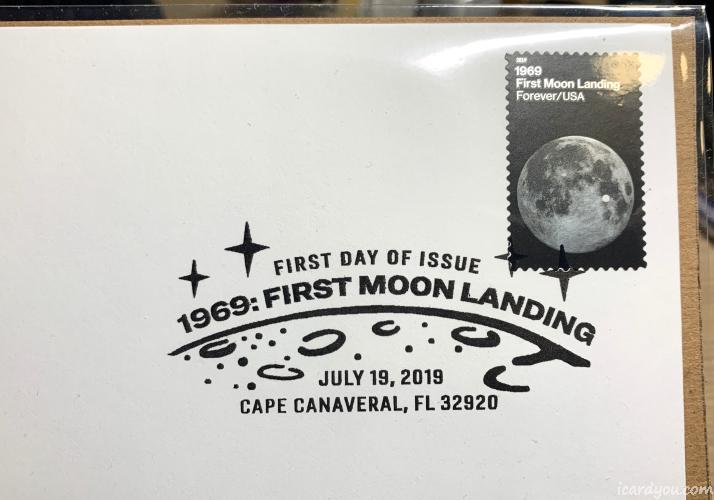 2019
1969
First Moon Landing
Forever/USA
FIRST DAY OF ISSUE
1969: FIRST MOON LANDING
JULY 19, 2019
CAPE CANAVERAL, FL 32920
icardyou.com